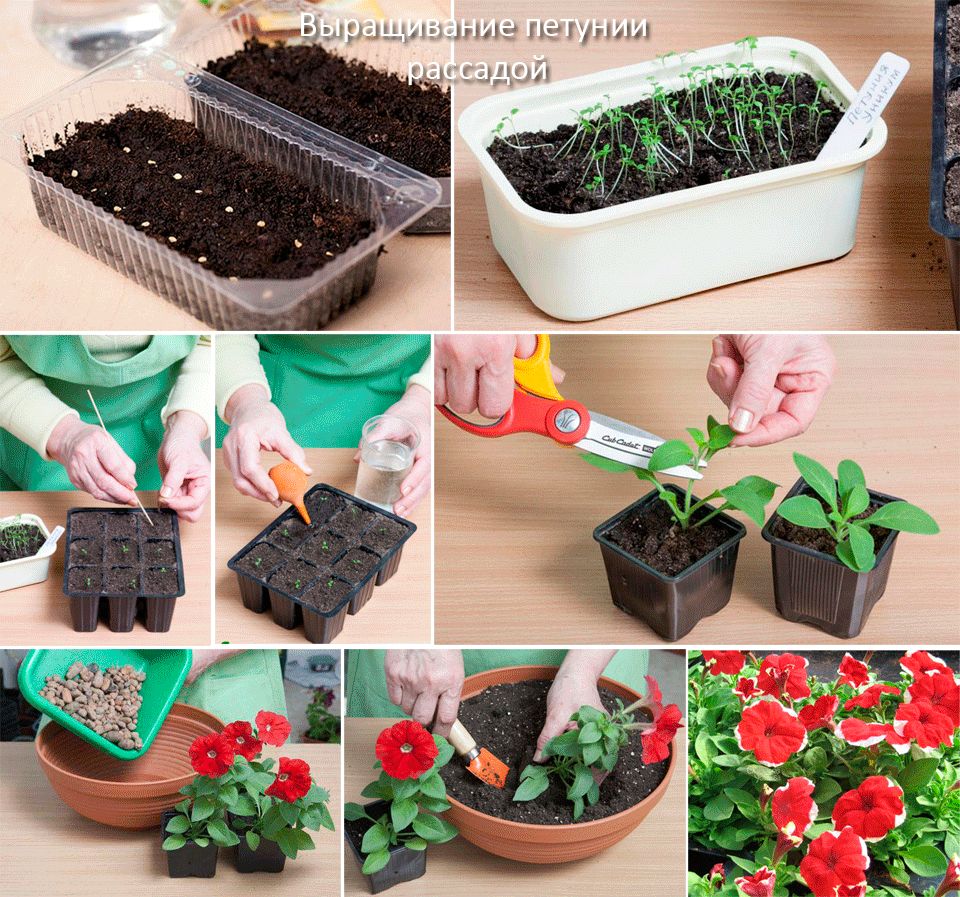 Выращивание петунии
рассадой
Петуния
Уникум
Cub Cadet